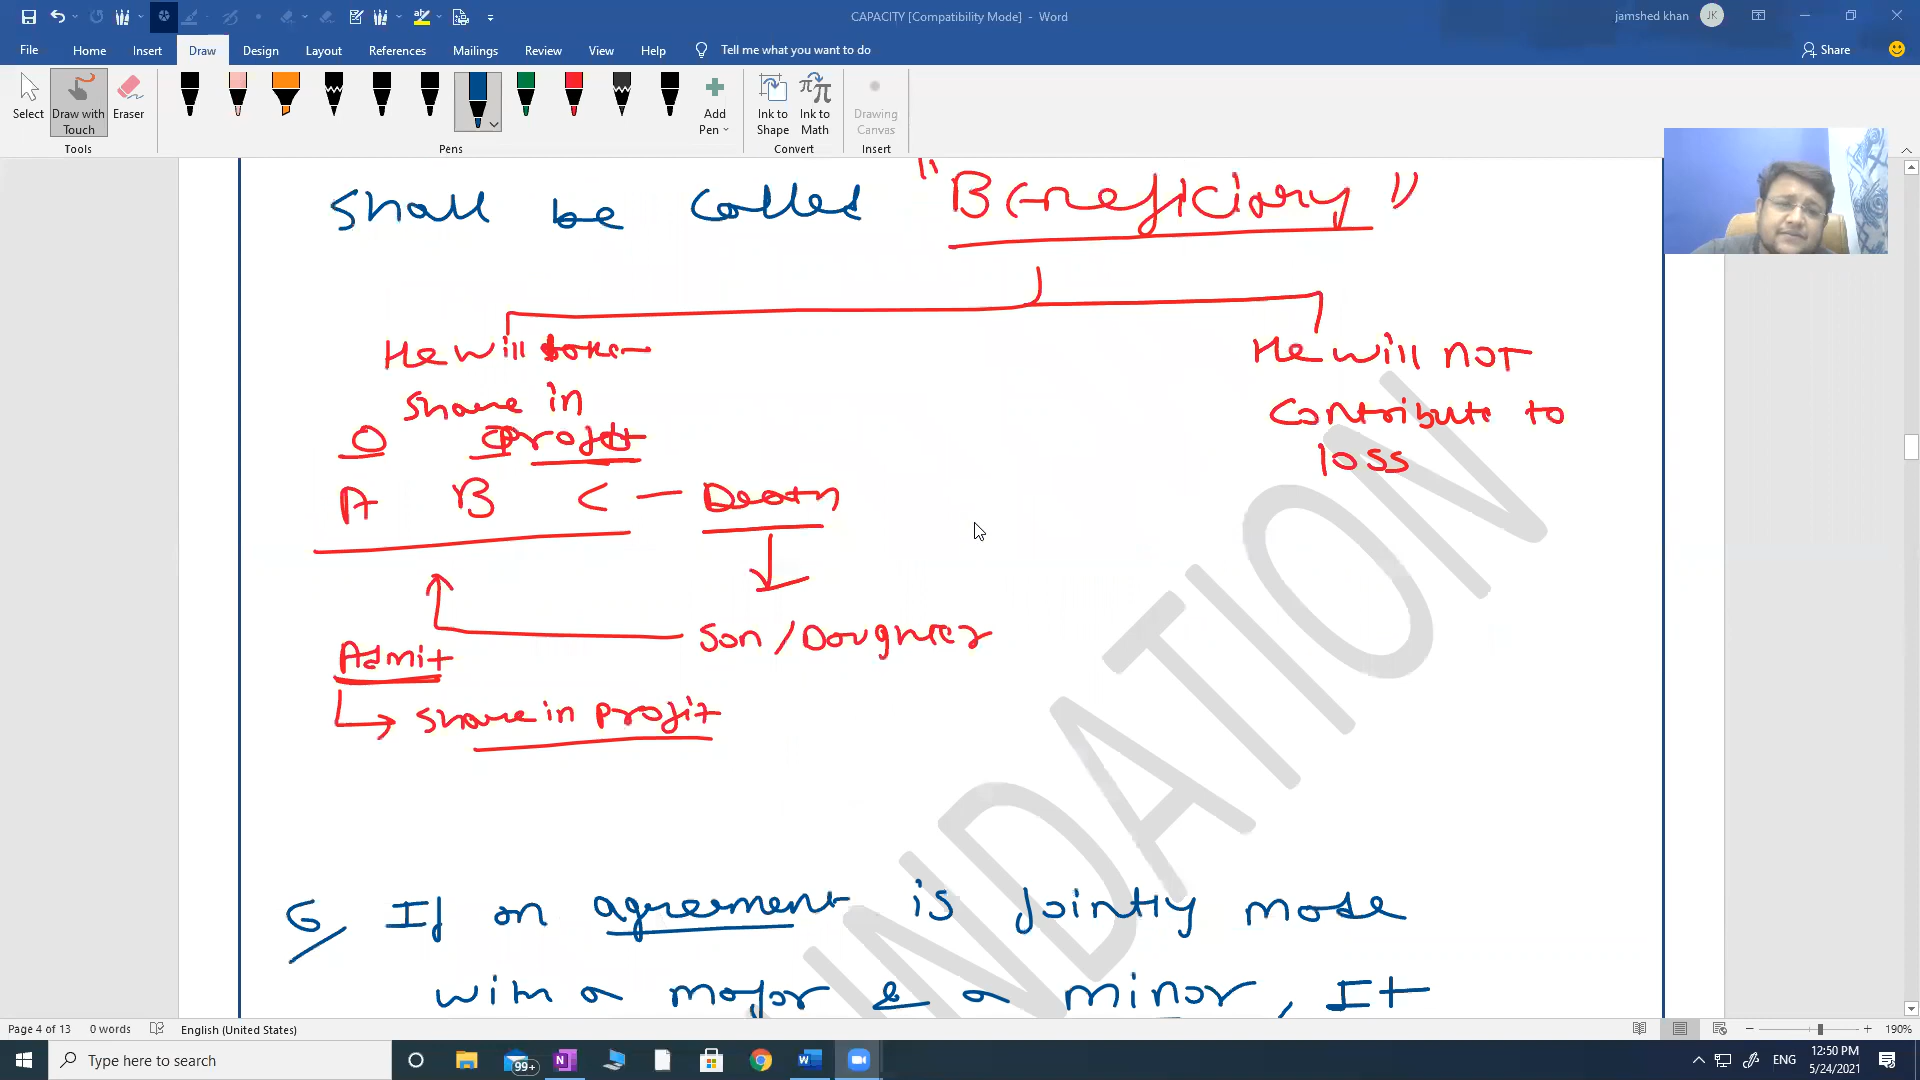 CAPACITY [Compatibility Mode] - Word
jamshed khan JK
File Home Insert Draw Design Layout References Mailings Review View Help Tell me what you want to do Share
Select Draw with Touch Eraser Add Pen Ink to Shape Ink to Math Drawing Canvas
Tools Pens Convert Insert
shall be called "Beneficiary"
He will
share in
profit
He will not
contribute to
loss
A B C - Death
Son/Daughter
Admit
share in profit
6, If an agreement is jointly made
with a major & a minor, It
NDATION
Page 4 of 13 0 words English (United States) 190%
Type here to search
99+
ENG
12:50 PM
5/24/2021